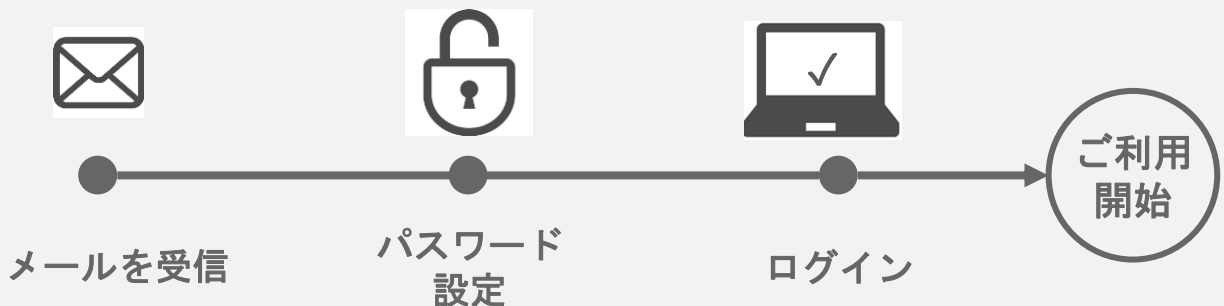 メールを受信
パスワード
設定
ログイン
ご利用
開始